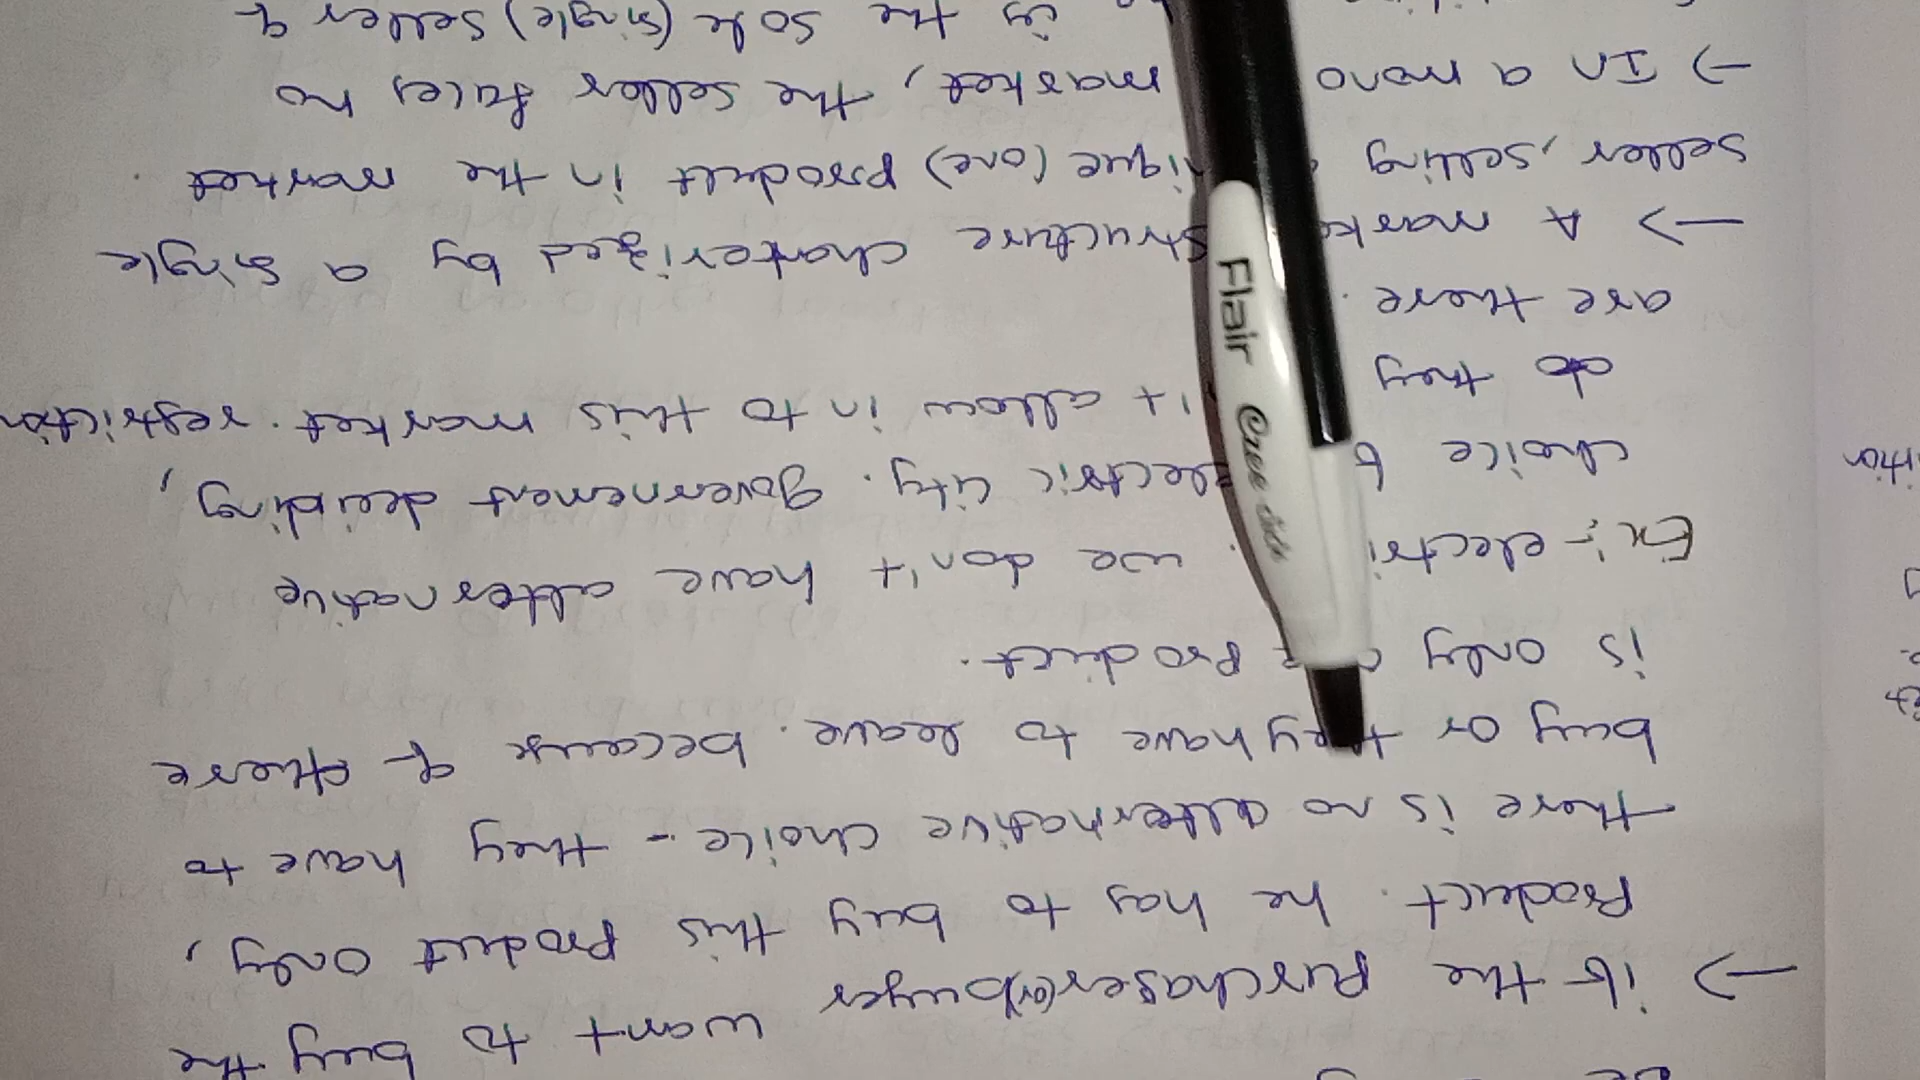 → if the Purchaser(or)buyer want to buy the
Product. he has to buy this product only,
there is no alternative choice - they have to
buy or they have to leave. because of there
is only product.
Ex:- electri we don't have alternative
choice electric city. governement deciding,
do they it allow in to this market. restriction
are there.
→ A market structure charterized by a single
seller, selling (one) product in the market.
→ In a mono market, the seller faces no
is the sole (single) seller of
Flair